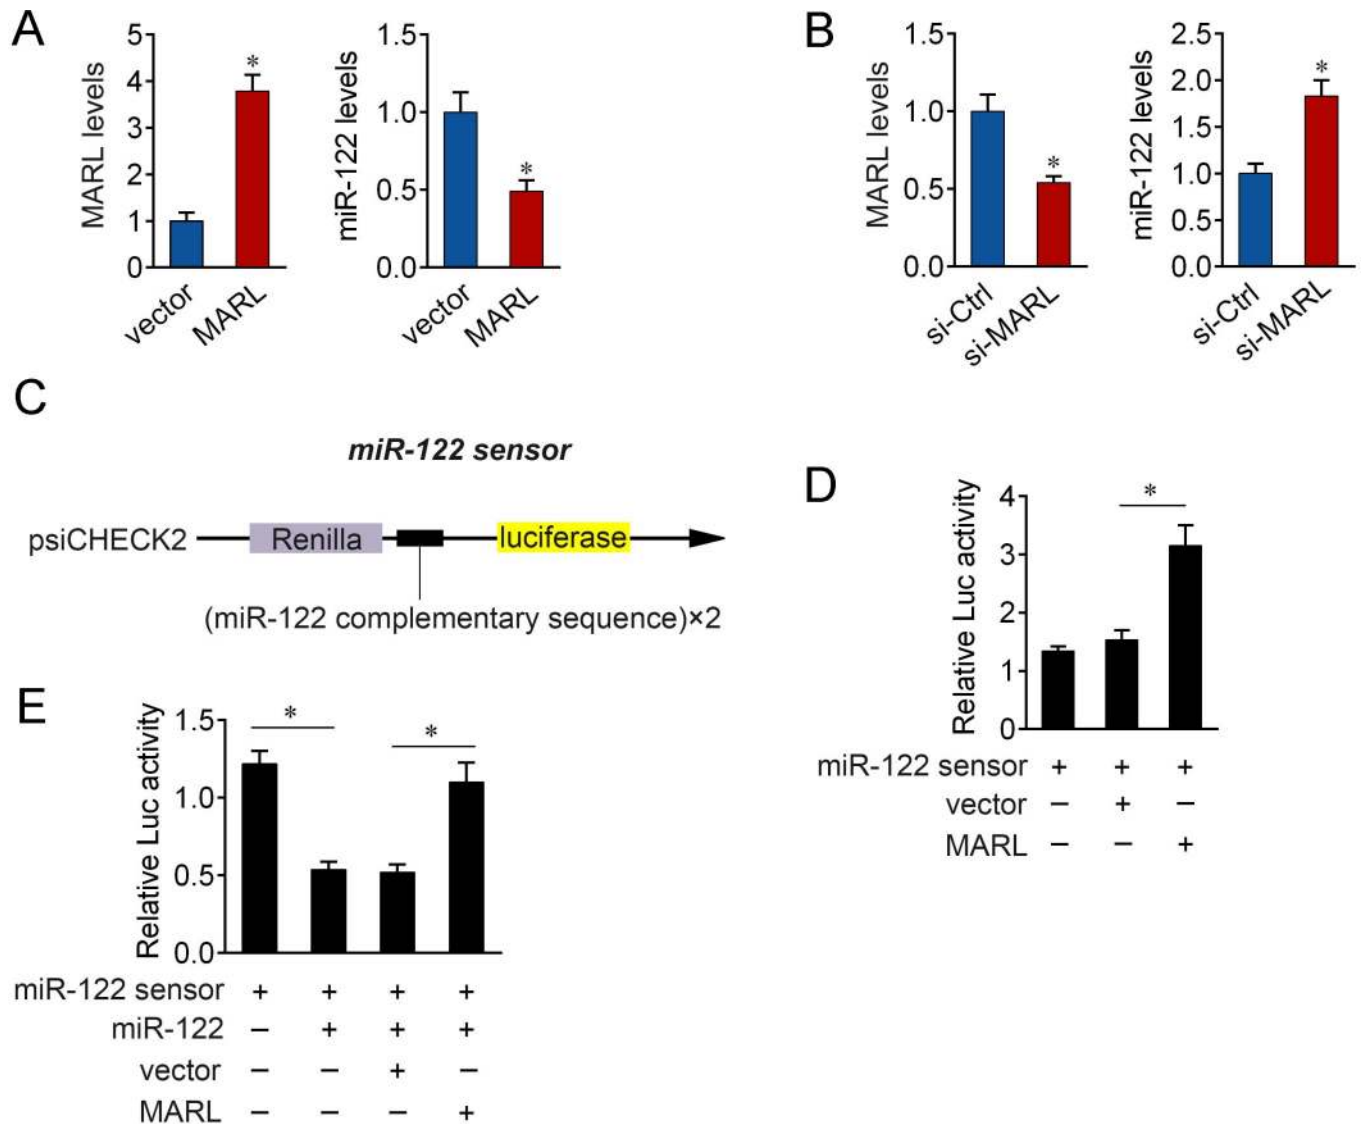 A
MARL levels
5
4
3
2
1
0
*
vector
MARL
miR-122 levels
1.5
1.0
0.5
0.0
*
vector
MARL
B
MARL levels
1.5
1.0
0.5
0.0
*
si-Ctrl
si-MARL
miR-122 levels
2.5
2.0
1.5
1.0
0.5
0.0
*
si-Ctrl
si-MARL
C
miR-122 sensor
psiCHECK2 Renilla luciferase
(miR-122 complementary sequence)×2
D
Relative Luc activity
4
3
2
1
0
*
miR-122 sensor + + +
vector − + −
MARL − − +
E
Relative Luc activity
1.5
1.0
0.5
0.0
* *
miR-122 sensor + + + +
miR-122 − + + +
vector − − + −
MARL − − − +